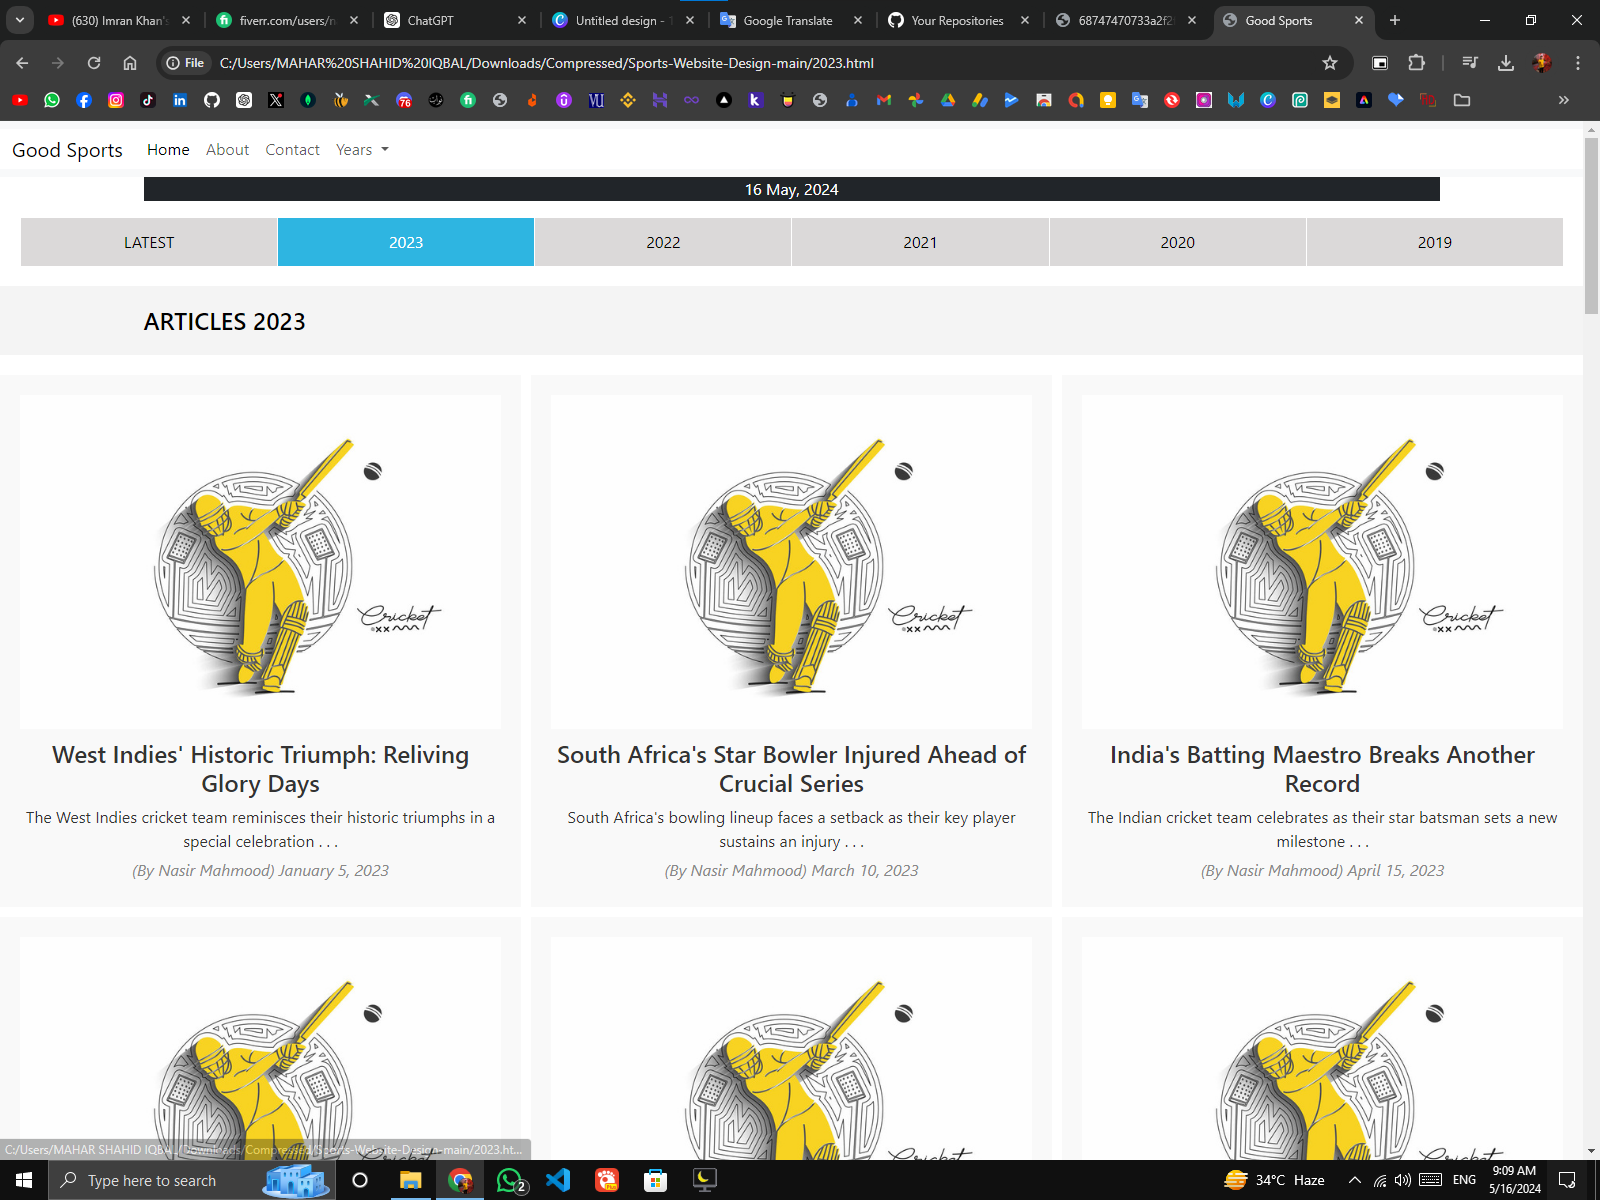 (630) Imran Khan's
fiverr.com/users/n
ChatGPT
Untitled design - 1
Google Translate
Your Repositories
68747470733a2f2
Good Sports
File
C:/Users/MAHAR%20SHAHID%20IQBAL/Downloads/Compressed/Sports-Website-Design-main/2023.html
Good Sports
Home
About
Contact
Years
16 May, 2024
LATEST
2023
2022
2021
2020
2019
ARTICLES 2023
Cricket
Cricket
Cricket
West Indies' Historic Triumph: Reliving
Glory Days
The West Indies cricket team reminisces their historic triumphs in a
special celebration . . .
(By Nasir Mahmood) January 5, 2023
South Africa's Star Bowler Injured Ahead of
Crucial Series
South Africa's bowling lineup faces a setback as their key player
sustains an injury . . .
(By Nasir Mahmood) March 10, 2023
India's Batting Maestro Breaks Another
Record
The Indian cricket team celebrates as their star batsman sets a new
milestone . . .
(By Nasir Mahmood) April 15, 2023
C:/Users/MAHAR SHAHID IQBAL/Downloads/Compressed/Sports-Website-Design-main/2023.ht...
Type here to search
2
34°C Haze
ENG
9:09 AM
5/16/2024